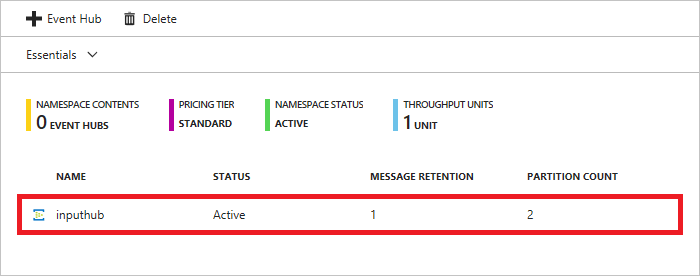 Event Hub Delete
Essentials
NAMESPACE CONTENTS PRICING TIER NAMESPACE STATUS THROUGHPUT UNITS
0 EVENT HUBS STANDARD ACTIVE 1 UNIT
NAME STATUS MESSAGE RETENTION PARTITION COUNT
inputhub Active 1 2